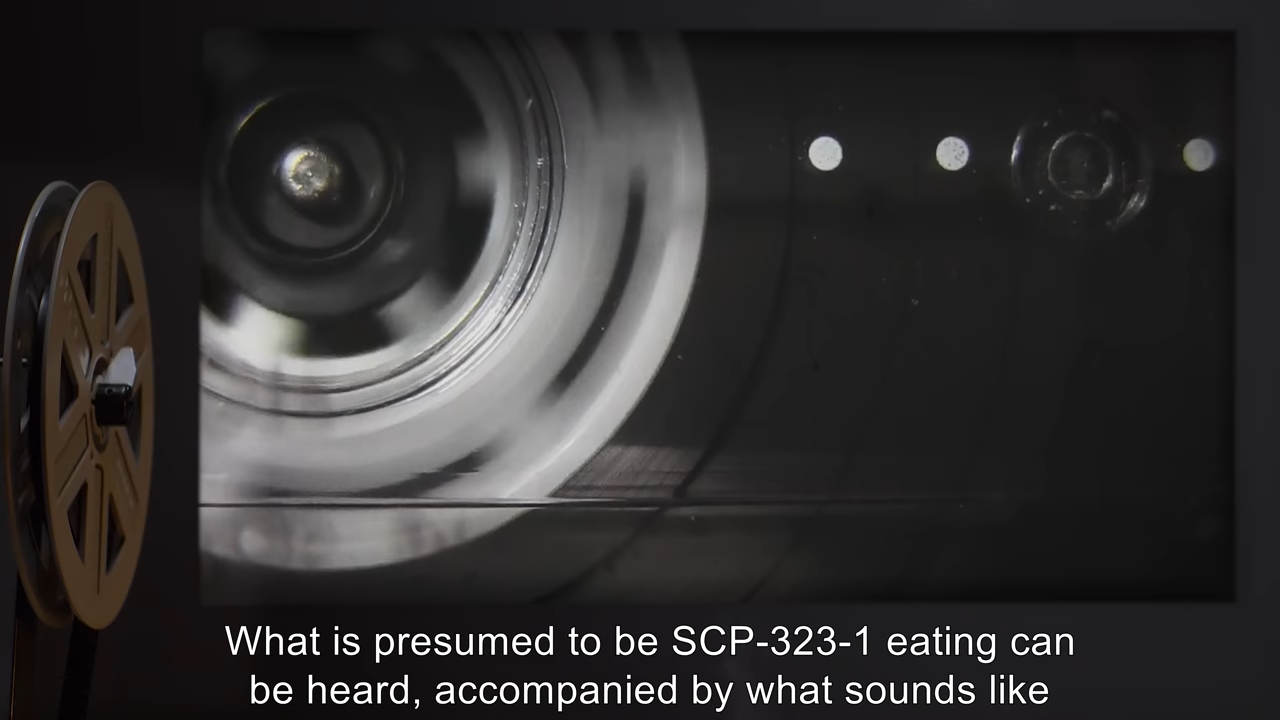 What is presumed to be SCP-323-1 eating can
be heard, accompanied by what sounds like